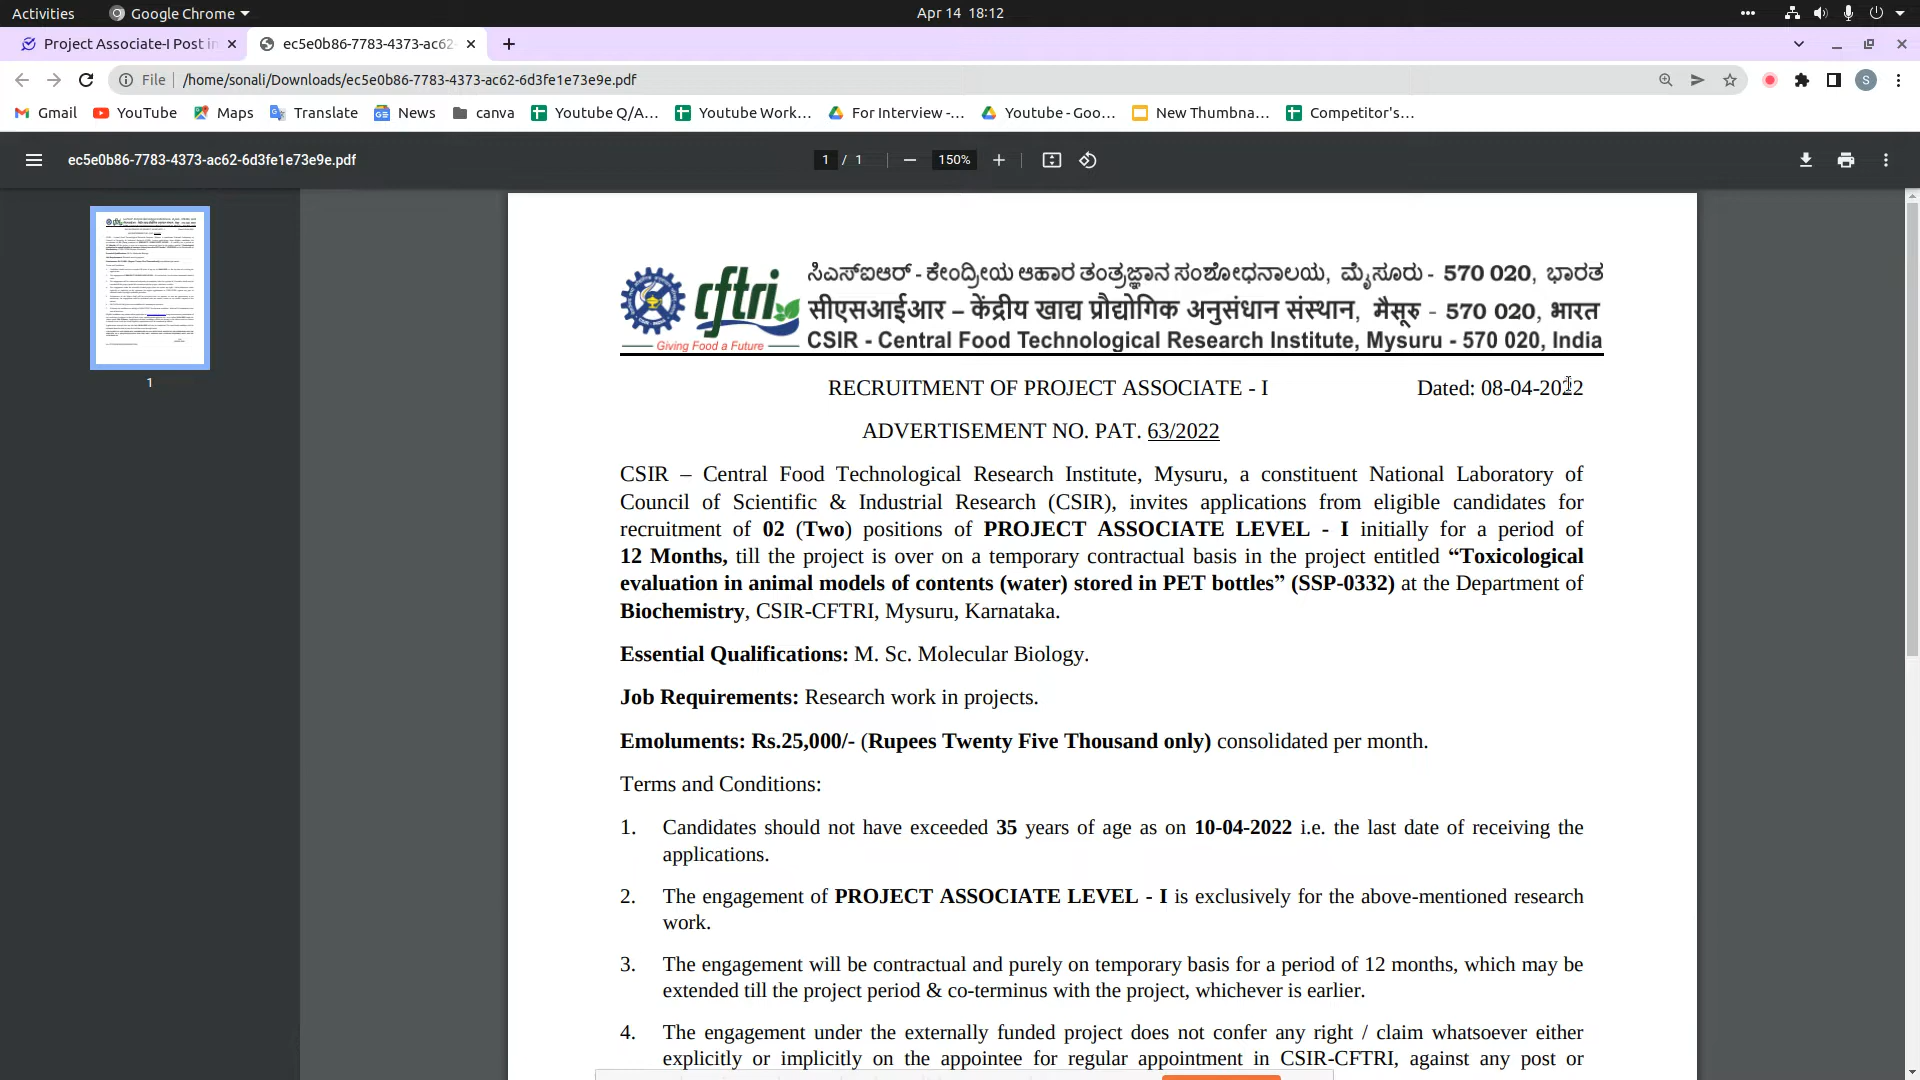 Activities Google Chrome Apr 14 18:12
Project Associate-I Post in ec5e0b86-7783-4373-ac62-
File /home/sonali/Downloads/ec5e0b86-7783-4373-ac62-6d3fe1e73e9e.pdf S
Gmail YouTube Maps Translate News canva Youtube Q/A... Youtube Work... For Interview -... Youtube - Goo... New Thumbna... Competitor's...
ec5e0b86-7783-4373-ac62-6d3fe1e73e9e.pdf 1 / 1 150%
1
cftri
Giving Food a Future
ಸಿಎಸ್ಐಆರ್ - ಕೇಂದ್ರೀಯ ಆಹಾರ ತಂತ್ರಜ್ಞಾನ ಸಂಶೋಧನಾಲಯ, ಮೈಸೂರು - 570 020, ಭಾರತ
सीएसआईआर – केंद्रीय खाद्य प्रौद्योगिक अनुसंधान संस्थान, मैसूरु - 570 020, भारत
CSIR - Central Food Technological Research Institute, Mysuru - 570 020, India
RECRUITMENT OF PROJECT ASSOCIATE - I Dated: 08-04-2022
ADVERTISEMENT NO. PAT. 63/2022
CSIR – Central Food Technological Research Institute, Mysuru, a constituent National Laboratory of
Council of Scientific & Industrial Research (CSIR), invites applications from eligible candidates for
recruitment of 02 (Two) positions of PROJECT ASSOCIATE LEVEL - I initially for a period of
12 Months, till the project is over on a temporary contractual basis in the project entitled “Toxicological
evaluation in animal models of contents (water) stored in PET bottles” (SSP-0332) at the Department of
Biochemistry, CSIR-CFTRI, Mysuru, Karnataka.
Essential Qualifications: M. Sc. Molecular Biology.
Job Requirements: Research work in projects.
Emoluments: Rs.25,000/- (Rupees Twenty Five Thousand only) consolidated per month.
Terms and Conditions:
1. Candidates should not have exceeded 35 years of age as on 10-04-2022 i.e. the last date of receiving the
applications.
2. The engagement of PROJECT ASSOCIATE LEVEL - I is exclusively for the above-mentioned research
work.
3. The engagement will be contractual and purely on temporary basis for a period of 12 months, which may be
extended till the project period & co-terminus with the project, whichever is earlier.
4. The engagement under the externally funded project does not confer any right / claim whatsoever either
explicitly or implicitly on the appointee for regular appointment in CSIR-CFTRI, against any post or